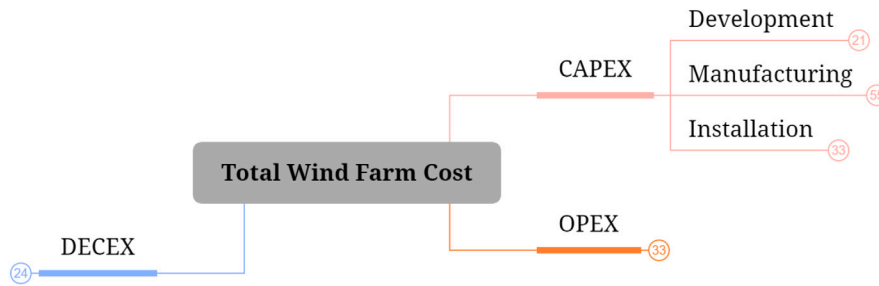 Development
21
CAPEX
Manufacturing
Installation
33
Total Wind Farm Cost
OPEX
33
DECEX
24